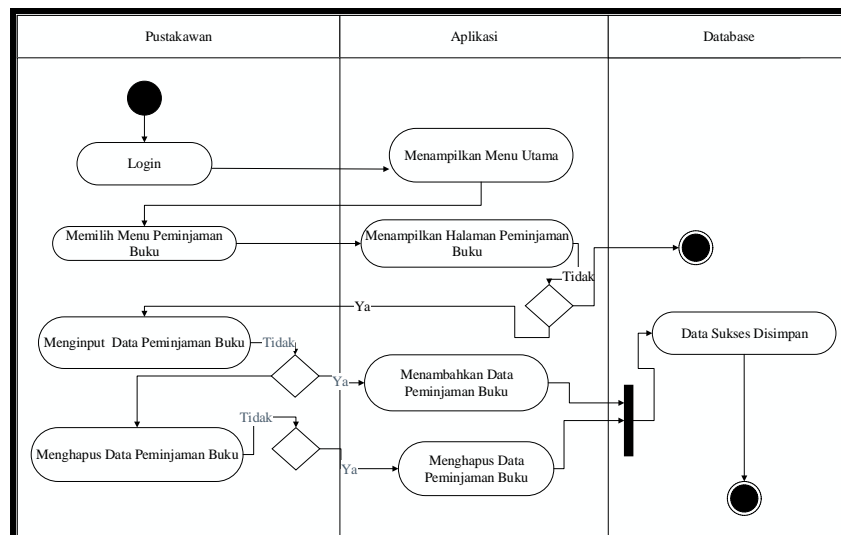 Pustakawan
Aplikasi
Database
Login
Menampilkan Menu Utama
Memilih Menu Peminjaman
Buku
Menampilkan Halaman Peminjaman
Buku
Tidak
Ya
Menginput Data Peminjaman Buku
Tidak
Data Sukses Disimpan
Ya
Menambahkan Data
Peminjaman Buku
Tidak
Menghapus Data Peminjaman Buku
Ya
Menghapus Data
Peminjaman Buku